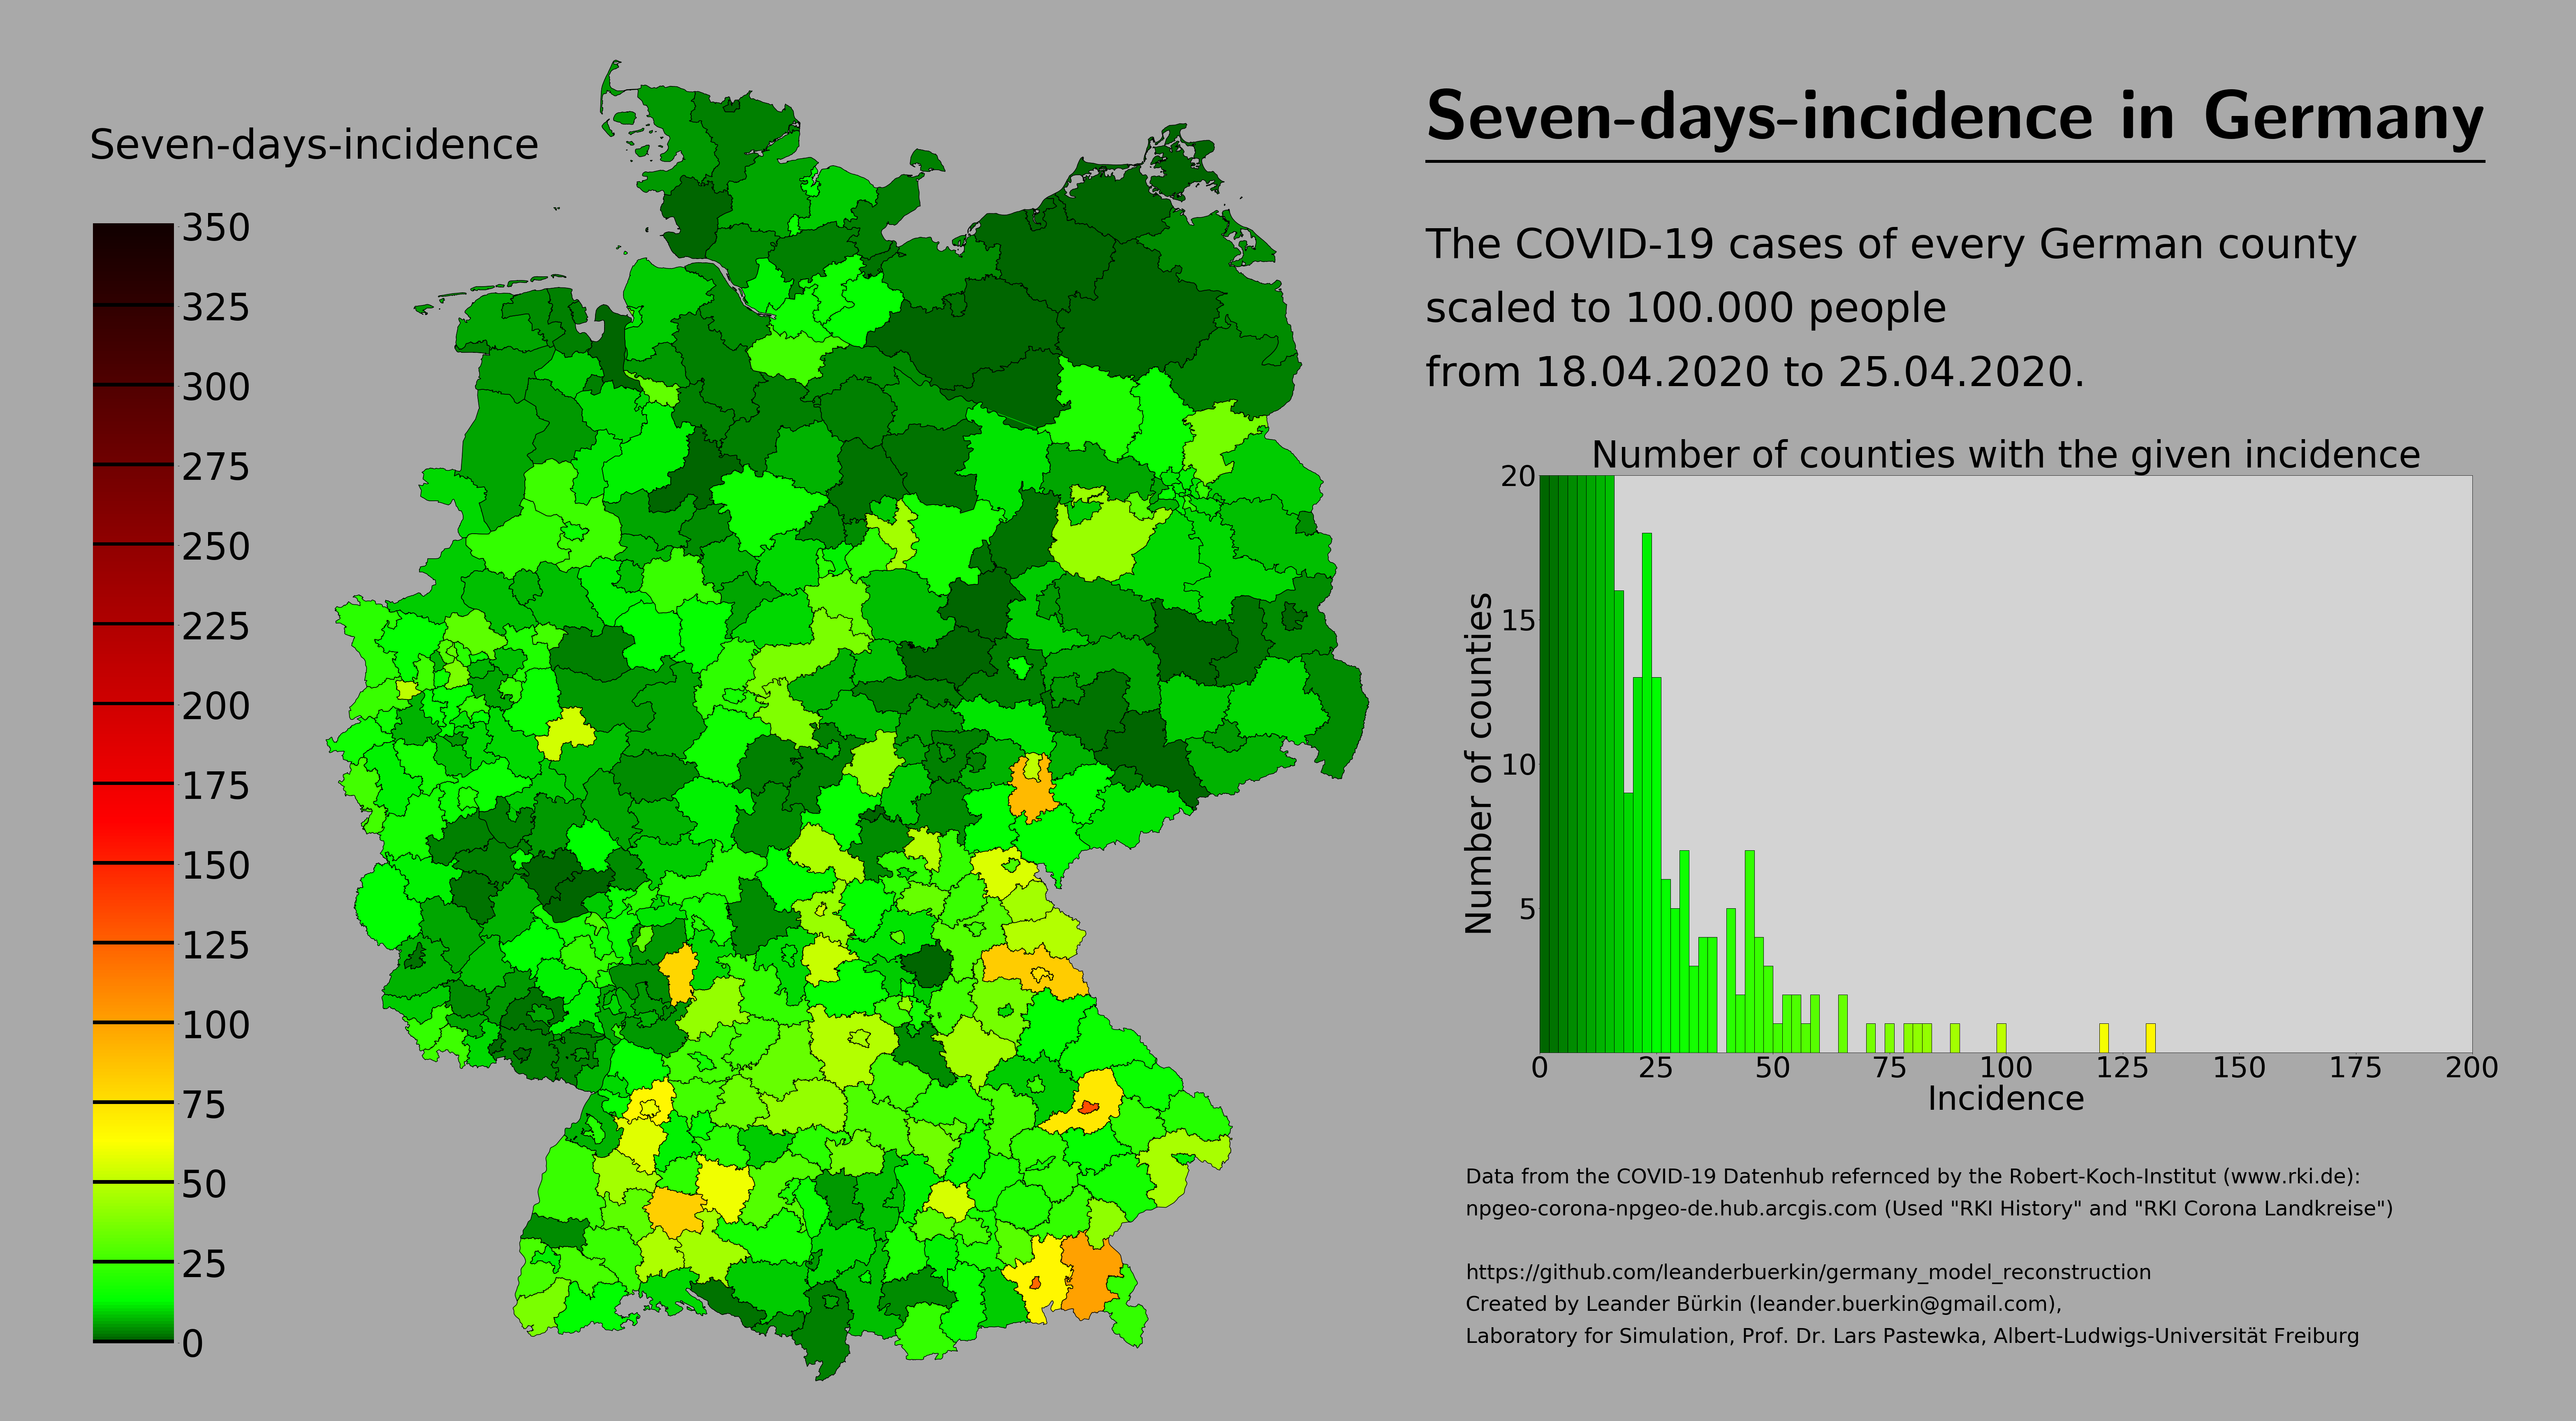 Seven-days-incidence
350
325
300
275
250
225
200
175
150
125
100
75
50
25
0
Seven-days-incidence in Germany
The COVID-19 cases of every German county
scaled to 100.000 people
from 18.04.2020 to 25.04.2020.
Number of counties with the given incidence
20
15
10
5
Number of counties
0 25 50 75 100 125 150 175 200
Incidence
Data from the COVID-19 Datenhub refernced by the Robert-Koch-Institut (www.rki.de):
npgeo-corona-npgeo-de.hub.arcgis.com (Used "RKI History" and "RKI Corona Landkreise")
https://github.com/leanderbuerkin/germany_model_reconstruction
Created by Leander Bürkin (leander.buerkin@gmail.com),
Laboratory for Simulation, Prof. Dr. Lars Pastewka, Albert-Ludwigs-Universität Freiburg